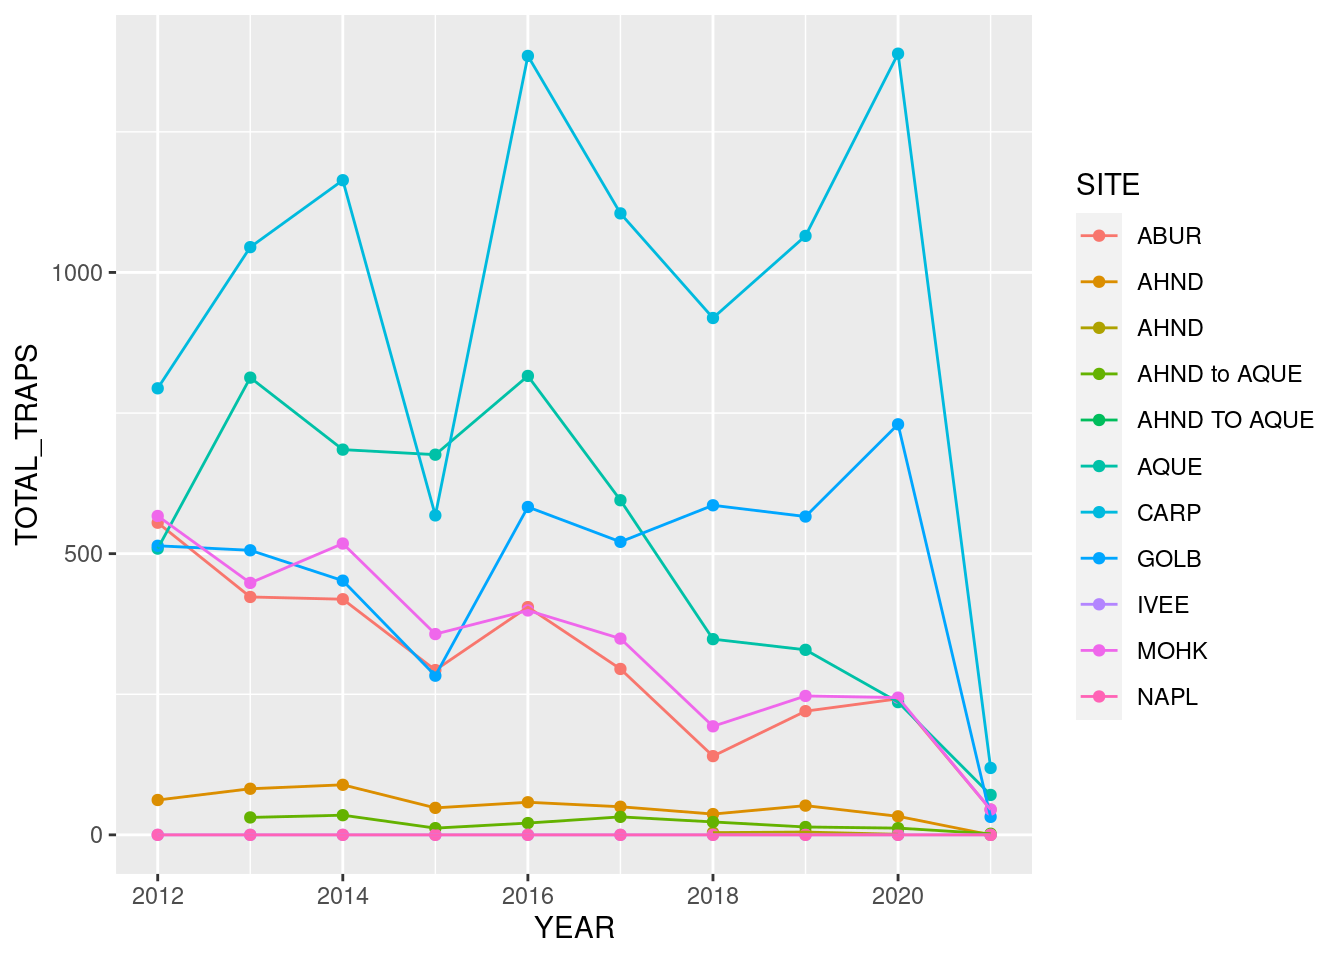 TOTAL_TRAPS
1000
500
0
2012 2014 2016 2018 2020
YEAR
SITE
ABUR
AHND
AHND
AHND to AQUE
AHND TO AQUE
AQUE
CARP
GOLB
IVEE
MOHK
NAPL